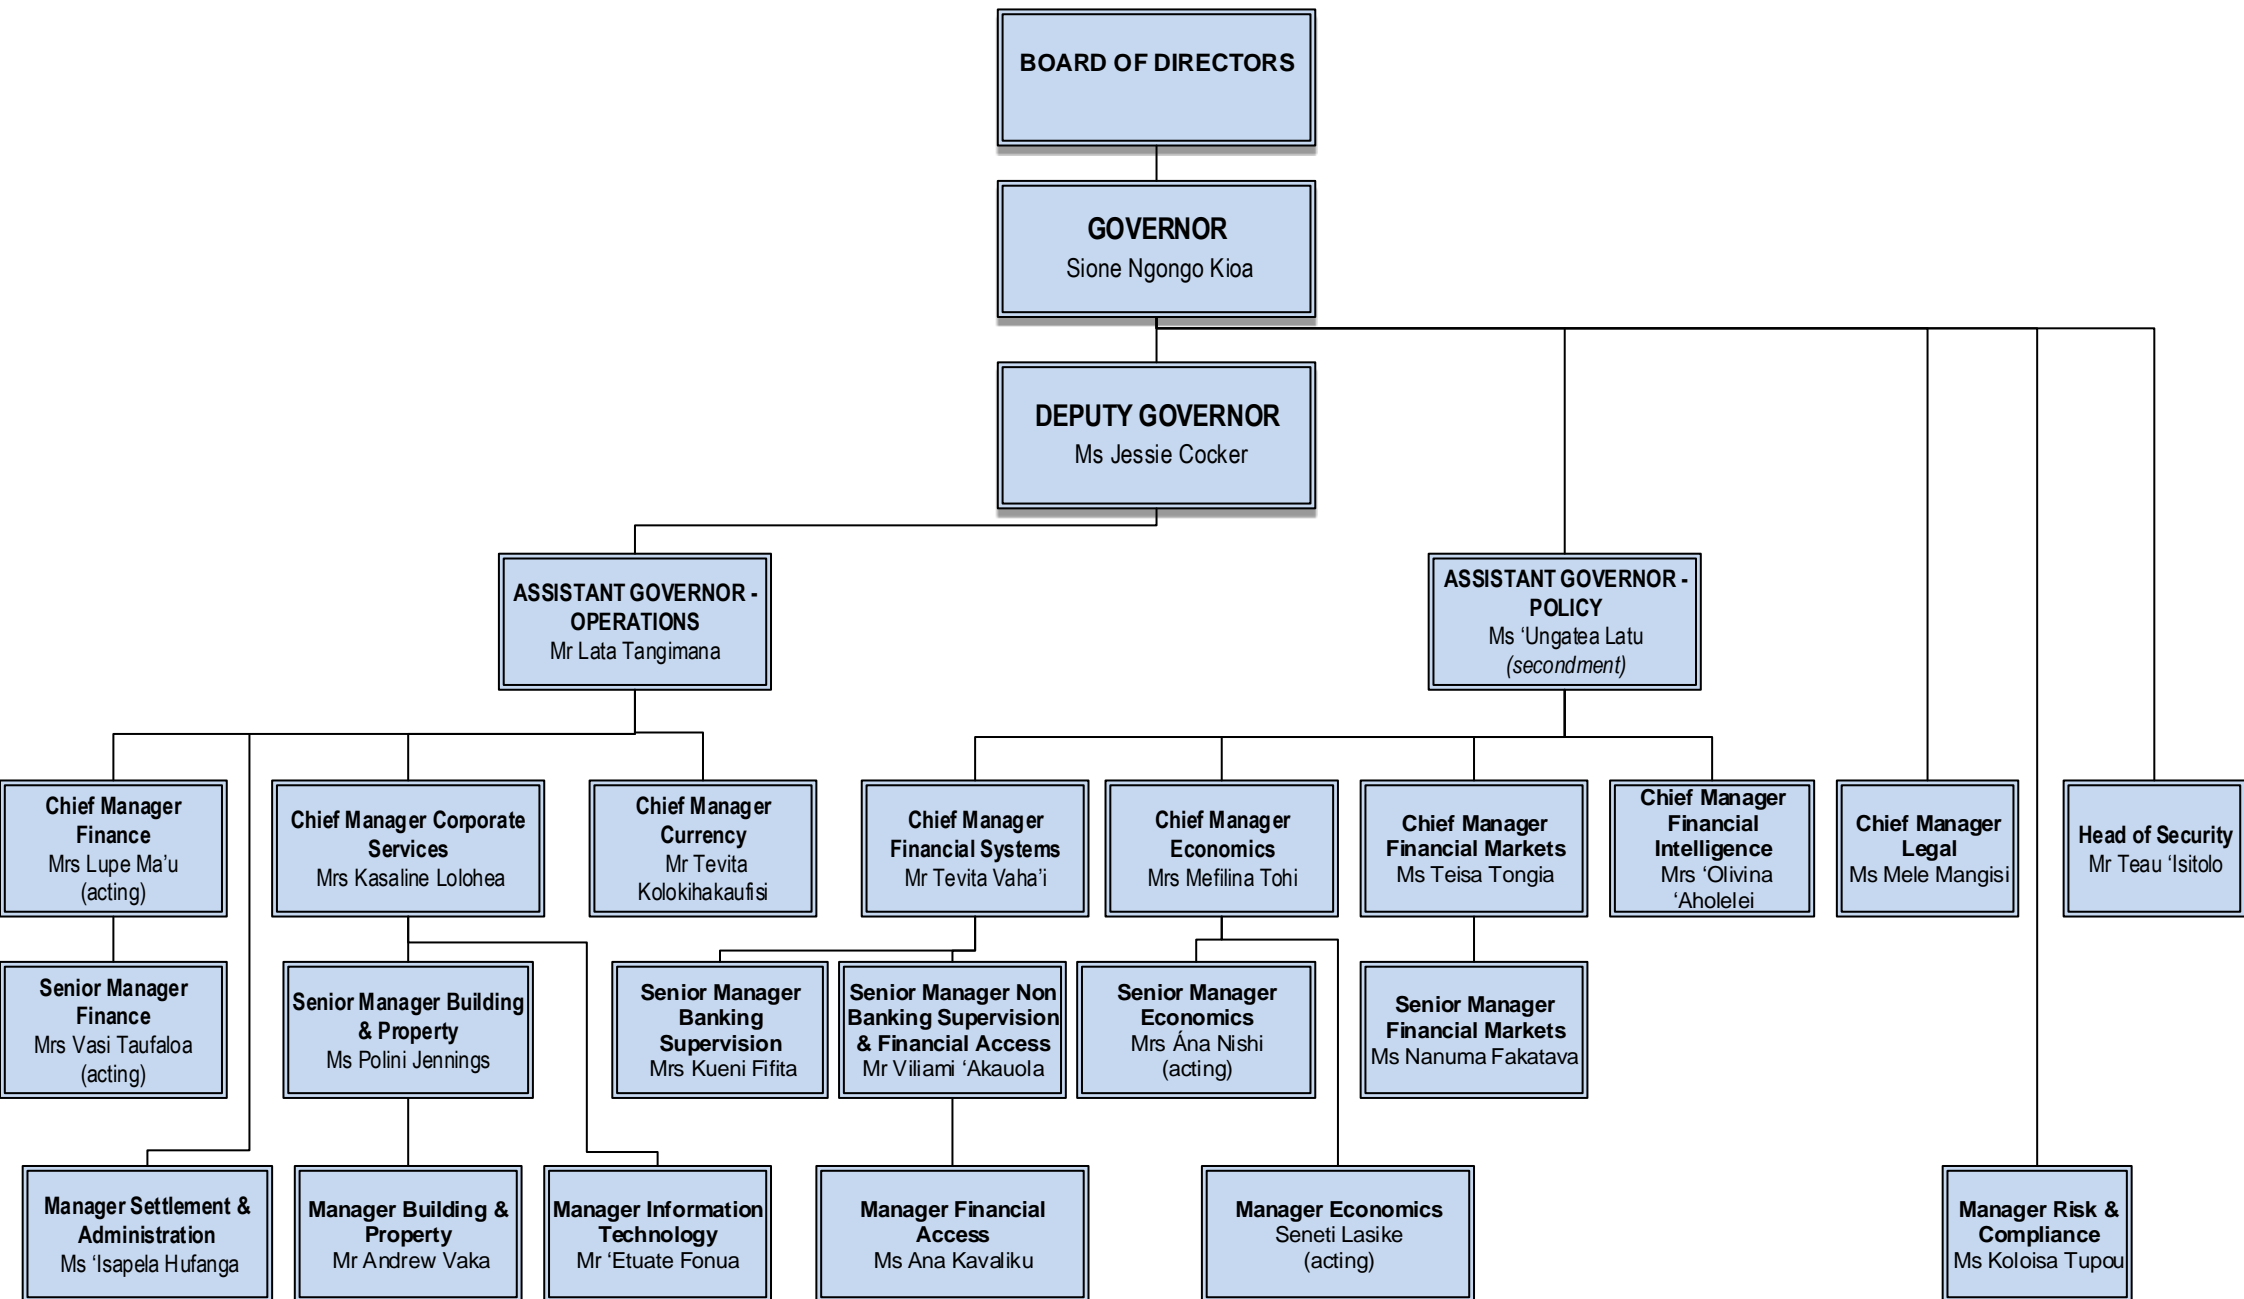 BOARD OF DIRECTORS
GOVERNOR
Sione Ngongo Kioa
DEPUTY GOVERNOR
Ms Jessie Cocker
ASSISTANT GOVERNOR -
OPERATIONS
Mr Lata Tangimana
ASSISTANT GOVERNOR -
POLICY
Ms ‘Ungatea Latu
(secondment)
Chief Manager
Finance
Mrs Lupe Ma’u
(acting)
Chief Manager Corporate
Services
Mrs Kasaline Lolohea
Chief Manager
Currency
Mr Tevita
Kolokihakaufisi
Chief Manager
Financial Systems
Mr Tevita Vaha’i
Chief Manager
Economics
Mrs Mefilina Tohi
Chief Manager
Financial Markets
Ms Teisa Tongia
Chief Manager
Financial
Intelligence
Mrs ‘Olivina
‘Aholelei
Chief Manager
Legal
Ms Mele Mangisi
Head of Security
Mr Teau ‘Isitolo
Senior Manager
Finance
Mrs Vasi Taufaloa
(acting)
Senior Manager Building
& Property
Ms Polini Jennings
Senior Manager
Banking
Supervision
Mrs Kueni Fifita
Senior Manager Non
Banking Supervision
& Financial Access
Mr Viliami ‘Akauola
Senior Manager
Economics
Mrs Ána Nishi
(acting)
Senior Manager
Financial Markets
Ms Nanuma Fakatava
Manager Settlement &
Administration
Ms ‘Isapela Hufanga
Manager Building &
Property
Mr Andrew Vaka
Manager Information
Technology
Mr ‘Etuate Fonua
Manager Financial
Access
Ms Ana Kavaliku
Manager Economics
Seneti Lasike
(acting)
Manager Risk &
Compliance
Ms Koloisa Tupou